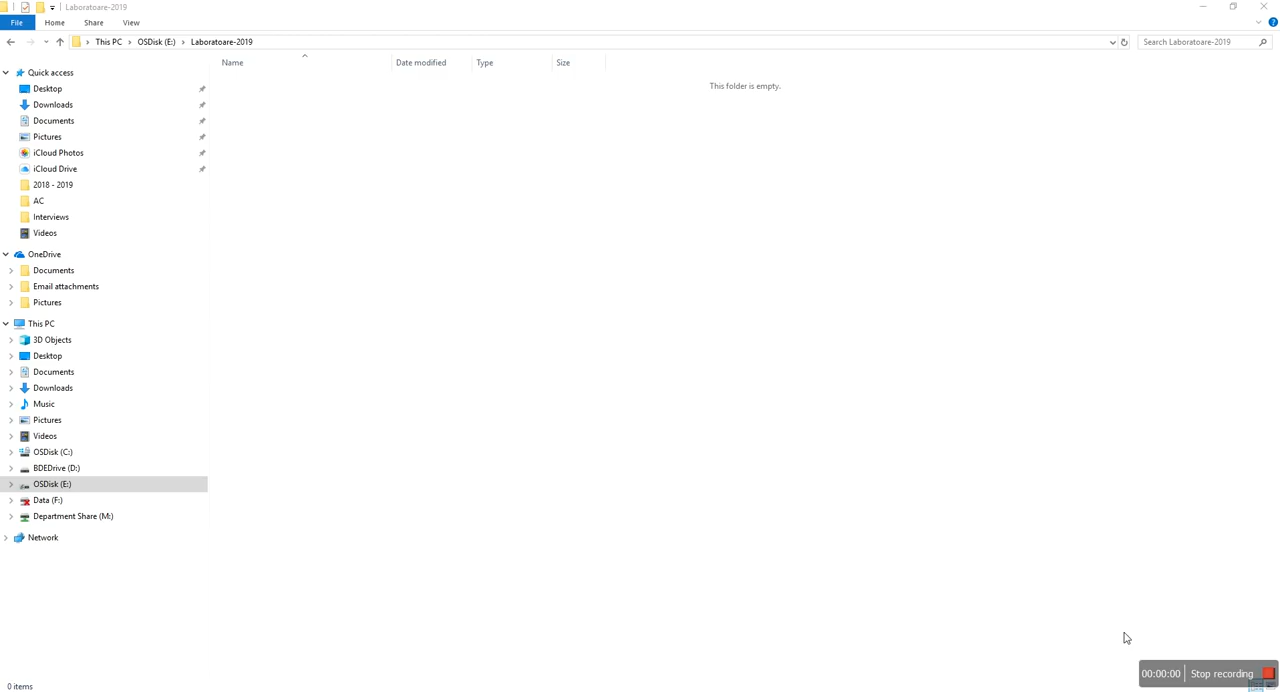 Laboratoare-2019
File Home Share View
This PC OSDisk (E:) Laboratoare-2019 Search Laboratoare-2019
Name Date modified Type Size
This folder is empty.
Quick access
Desktop
Downloads
Documents
Pictures
iCloud Photos
iCloud Drive
2018 - 2019
AC
Interviews
Videos
OneDrive
Documents
Email attachments
Pictures
This PC
3D Objects
Desktop
Documents
Downloads
Music
Pictures
Videos
OSDisk (C:)
BDEDrive (D:)
OSDisk (E:)
Data (F:)
Department Share (M:)
Network
00:00:00 Stop recording
0 items